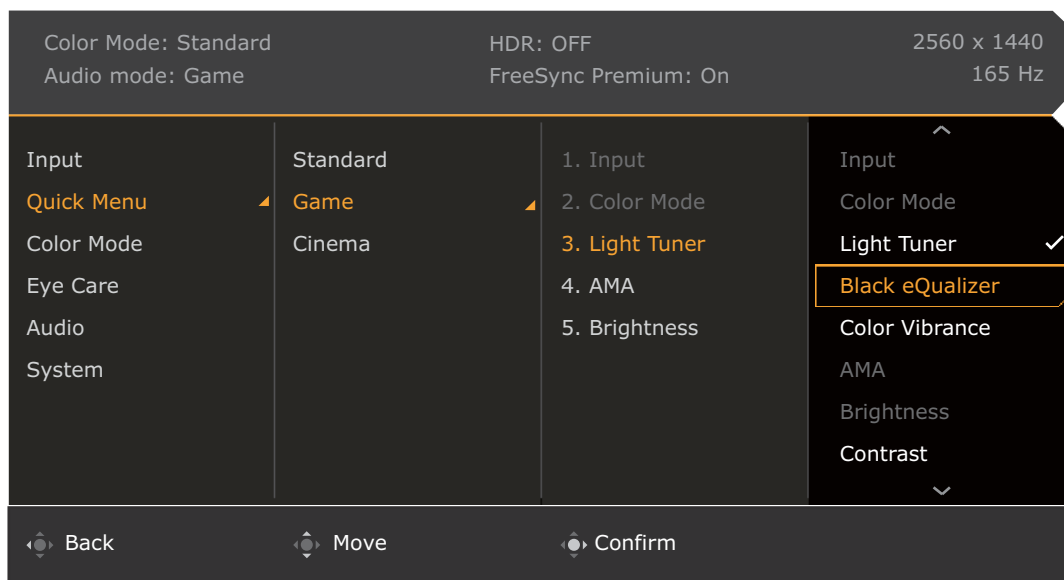 Color Mode: Standard
HDR: OFF
2560 x 1440
Audio mode: Game
FreeSync Premium: On
165 Hz
Input
Quick Menu
Color Mode
Eye Care
Audio
System
Standard
Game
Cinema
1. Input
2. Color Mode
3. Light Tuner
4. AMA
5. Brightness
Input
Color Mode
Light Tuner
Black eQualizer
Color Vibrance
AMA
Brightness
Contrast
Back
Move
Confirm